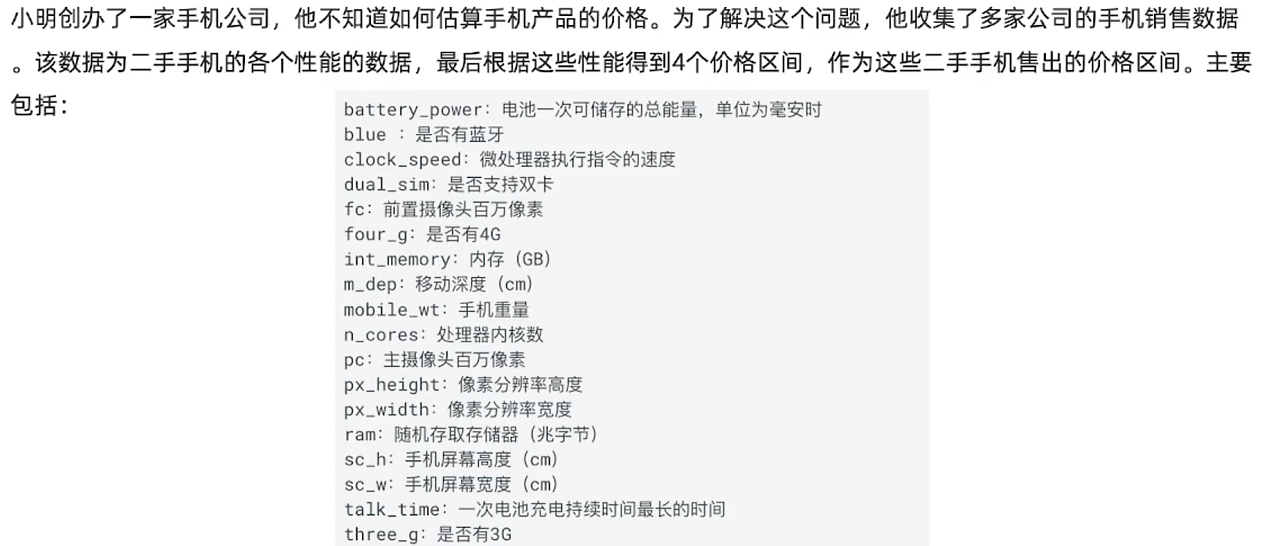 小明创办了一家手机公司，他不知道如何估算手机产品的价格。为了解决这个问题，他收集了多家公司的手机销售数据
。该数据为二手手机的各个性能的数据，最后根据这些性能得到4个价格区间，作为这些二手手机售出的价格区间。主要
包括：
battery_power：电池一次可储存的总能量，单位为毫安时
blue ：是否有蓝牙
clock_speed：微处理器执行指令的速度
dual_sim：是否支持双卡
fc：前置摄像头百万像素
four_g：是否有4G
int_memory：内存（GB）
m_dep：移动深度（cm）
mobile_wt：手机重量
n_cores：处理器内核数
pc：主摄像头百万像素
px_height：像素分辨率高度
px_width：像素分辨率宽度
ram：随机存取存储器（兆字节）
sc_h：手机屏幕高度（cm）
sc_w：手机屏幕宽度（cm）
talk_time：一次电池充电持续时间最长的时间
three_g：是否有3G